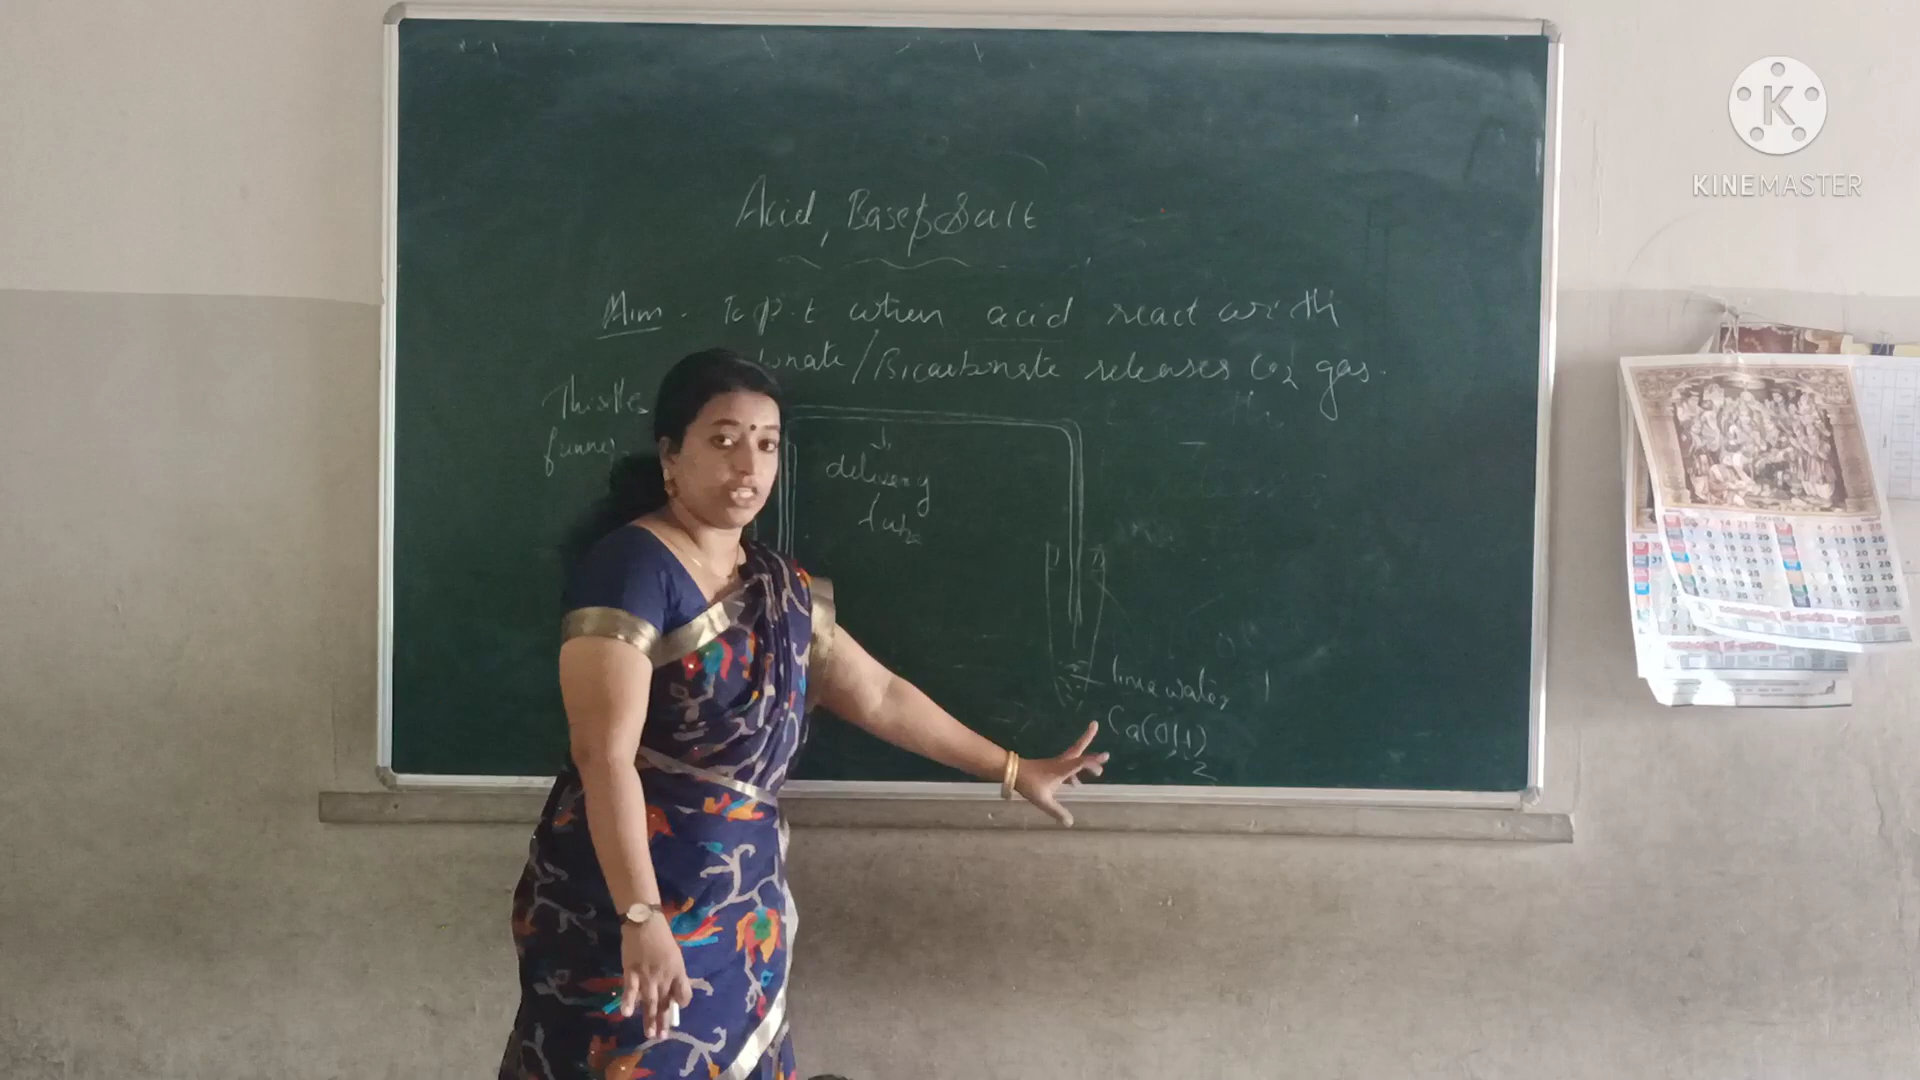 KINEMASTER
Acid, Base & Salt
Aim - To p.t when acid react with
bonate/Bicarbonate releases CO2 gas.
Thistle
funnel
delivery
tube
lime water
Ca(OH)2